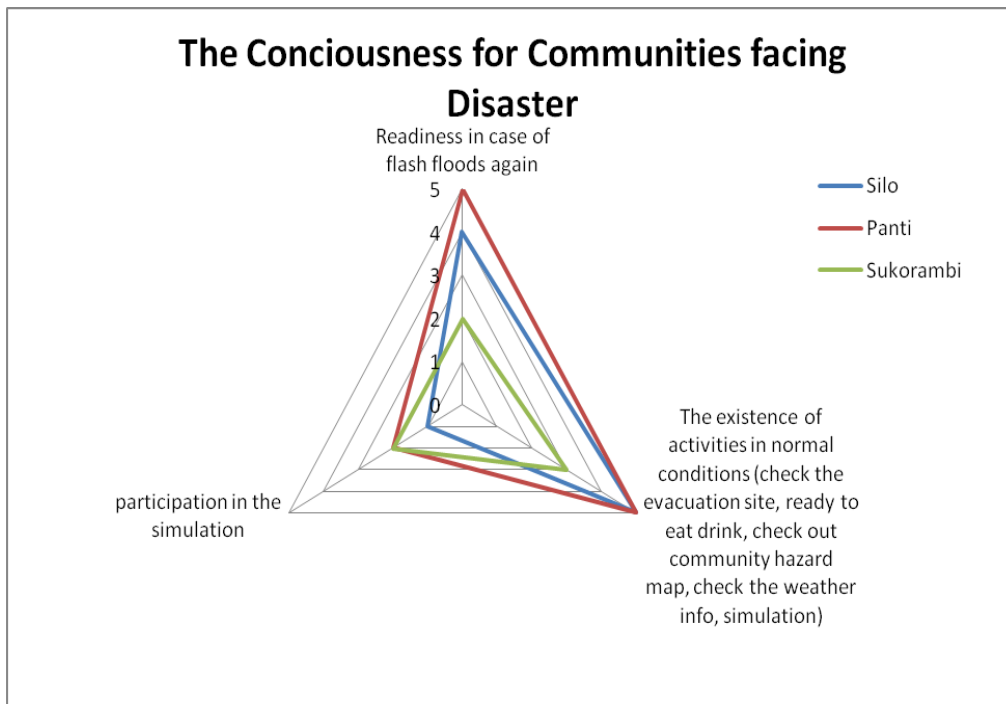 The Conciousness for Communities facing
Disaster
Readiness in case of
flash floods again
5
4
3
2
1
0
Silo
Panti
Sukorambi
The existence of
activities in normal
conditions (check the
evacuation site, ready to
eat drink, check out
community hazard
map, check the weather
info, simulation)
participation in the
simulation